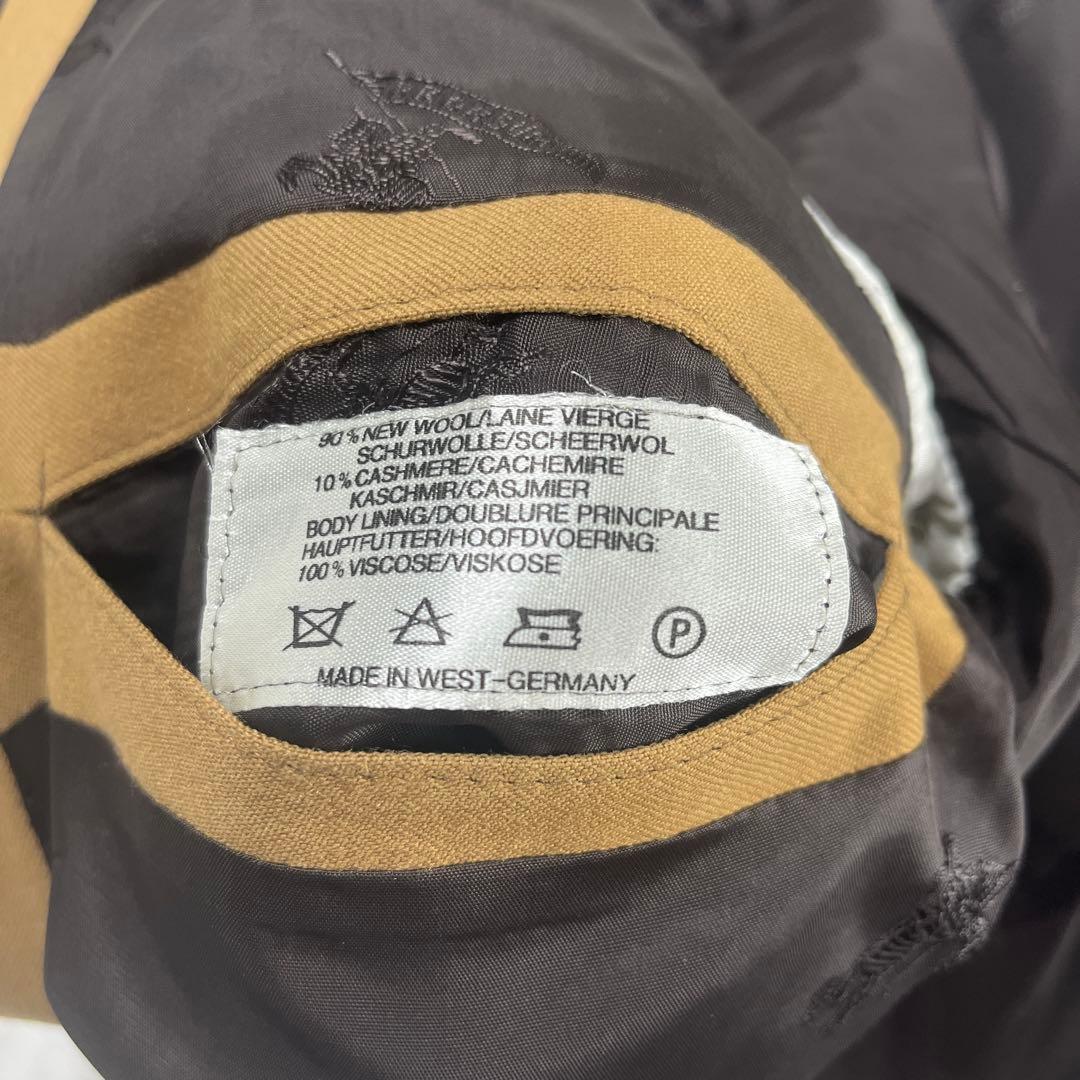 90% NEW WOOL/LAINE VIERGE
SCHURWOLLE/SCHEERWOL
10% CASHMERE/CACHEMIRE
KASCHMIR/CASJMIER
BODY LINING/DOUBLURE PRINCIPALE
HAUPTFUTTER/HOOFDVOERING:
100% VISCOSE/VISKOSE
P
MADE IN WEST-GERMANY